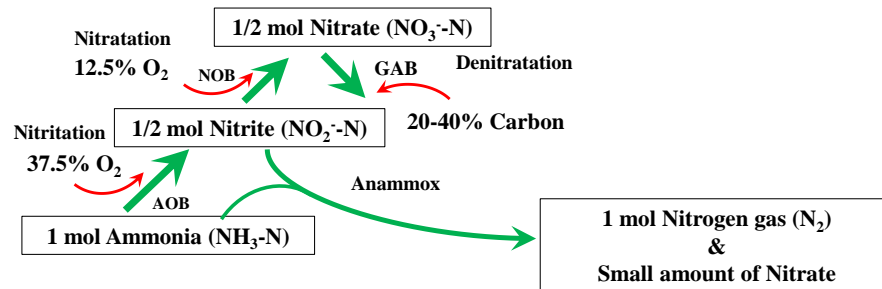 1/2 mol Nitrate (NO₃⁻-N)
Nitratation
12.5% O₂
NOB
GAB
Denitratation
20-40% Carbon
1/2 mol Nitrite (NO₂⁻-N)
Nitritation
37.5% O₂
AOB
Anammox
1 mol Ammonia (NH₃-N)
1 mol Nitrogen gas (N₂)
&
Small amount of Nitrate